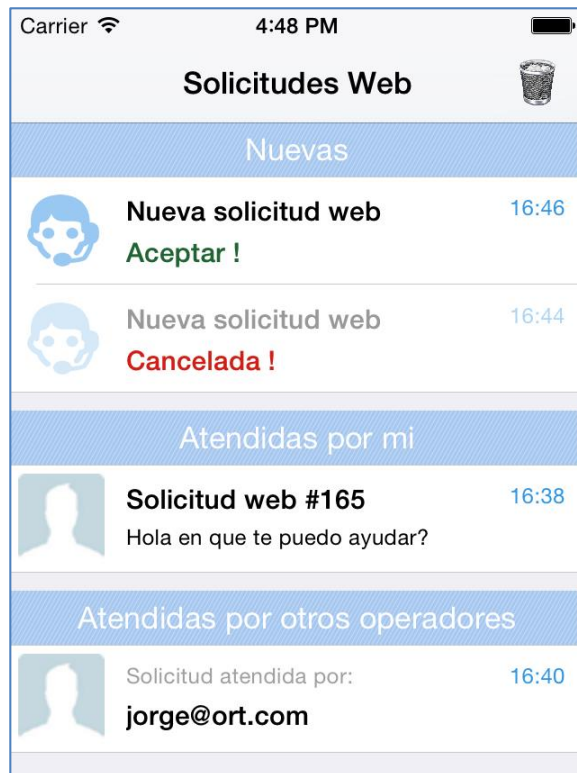 Carrier 4:48 PM
Solicitudes Web
Nuevas
Nueva solicitud web 16:46
Aceptar !
Nueva solicitud web 16:44
Cancelada !
Atendidas por mi
Solicitud web #165 16:38
Hola en que te puedo ayudar?
Atendidas por otros operadores
Solicitud atendida por: 16:40
jorge@ort.com